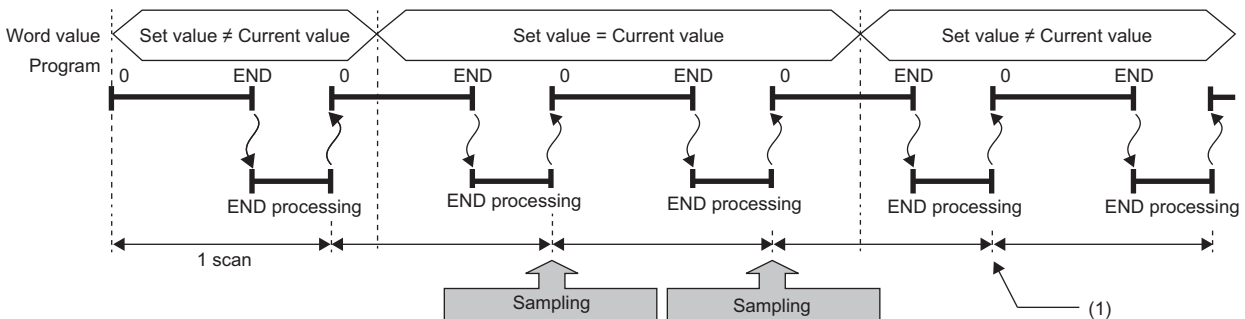 Word value
Set value ≠ Current value
Set value = Current value
Set value ≠ Current value
Program
0
END
0
END
0
END
0
END
0
END
END processing
END processing
END processing
END processing
END processing
1 scan
Sampling
Sampling
(1)